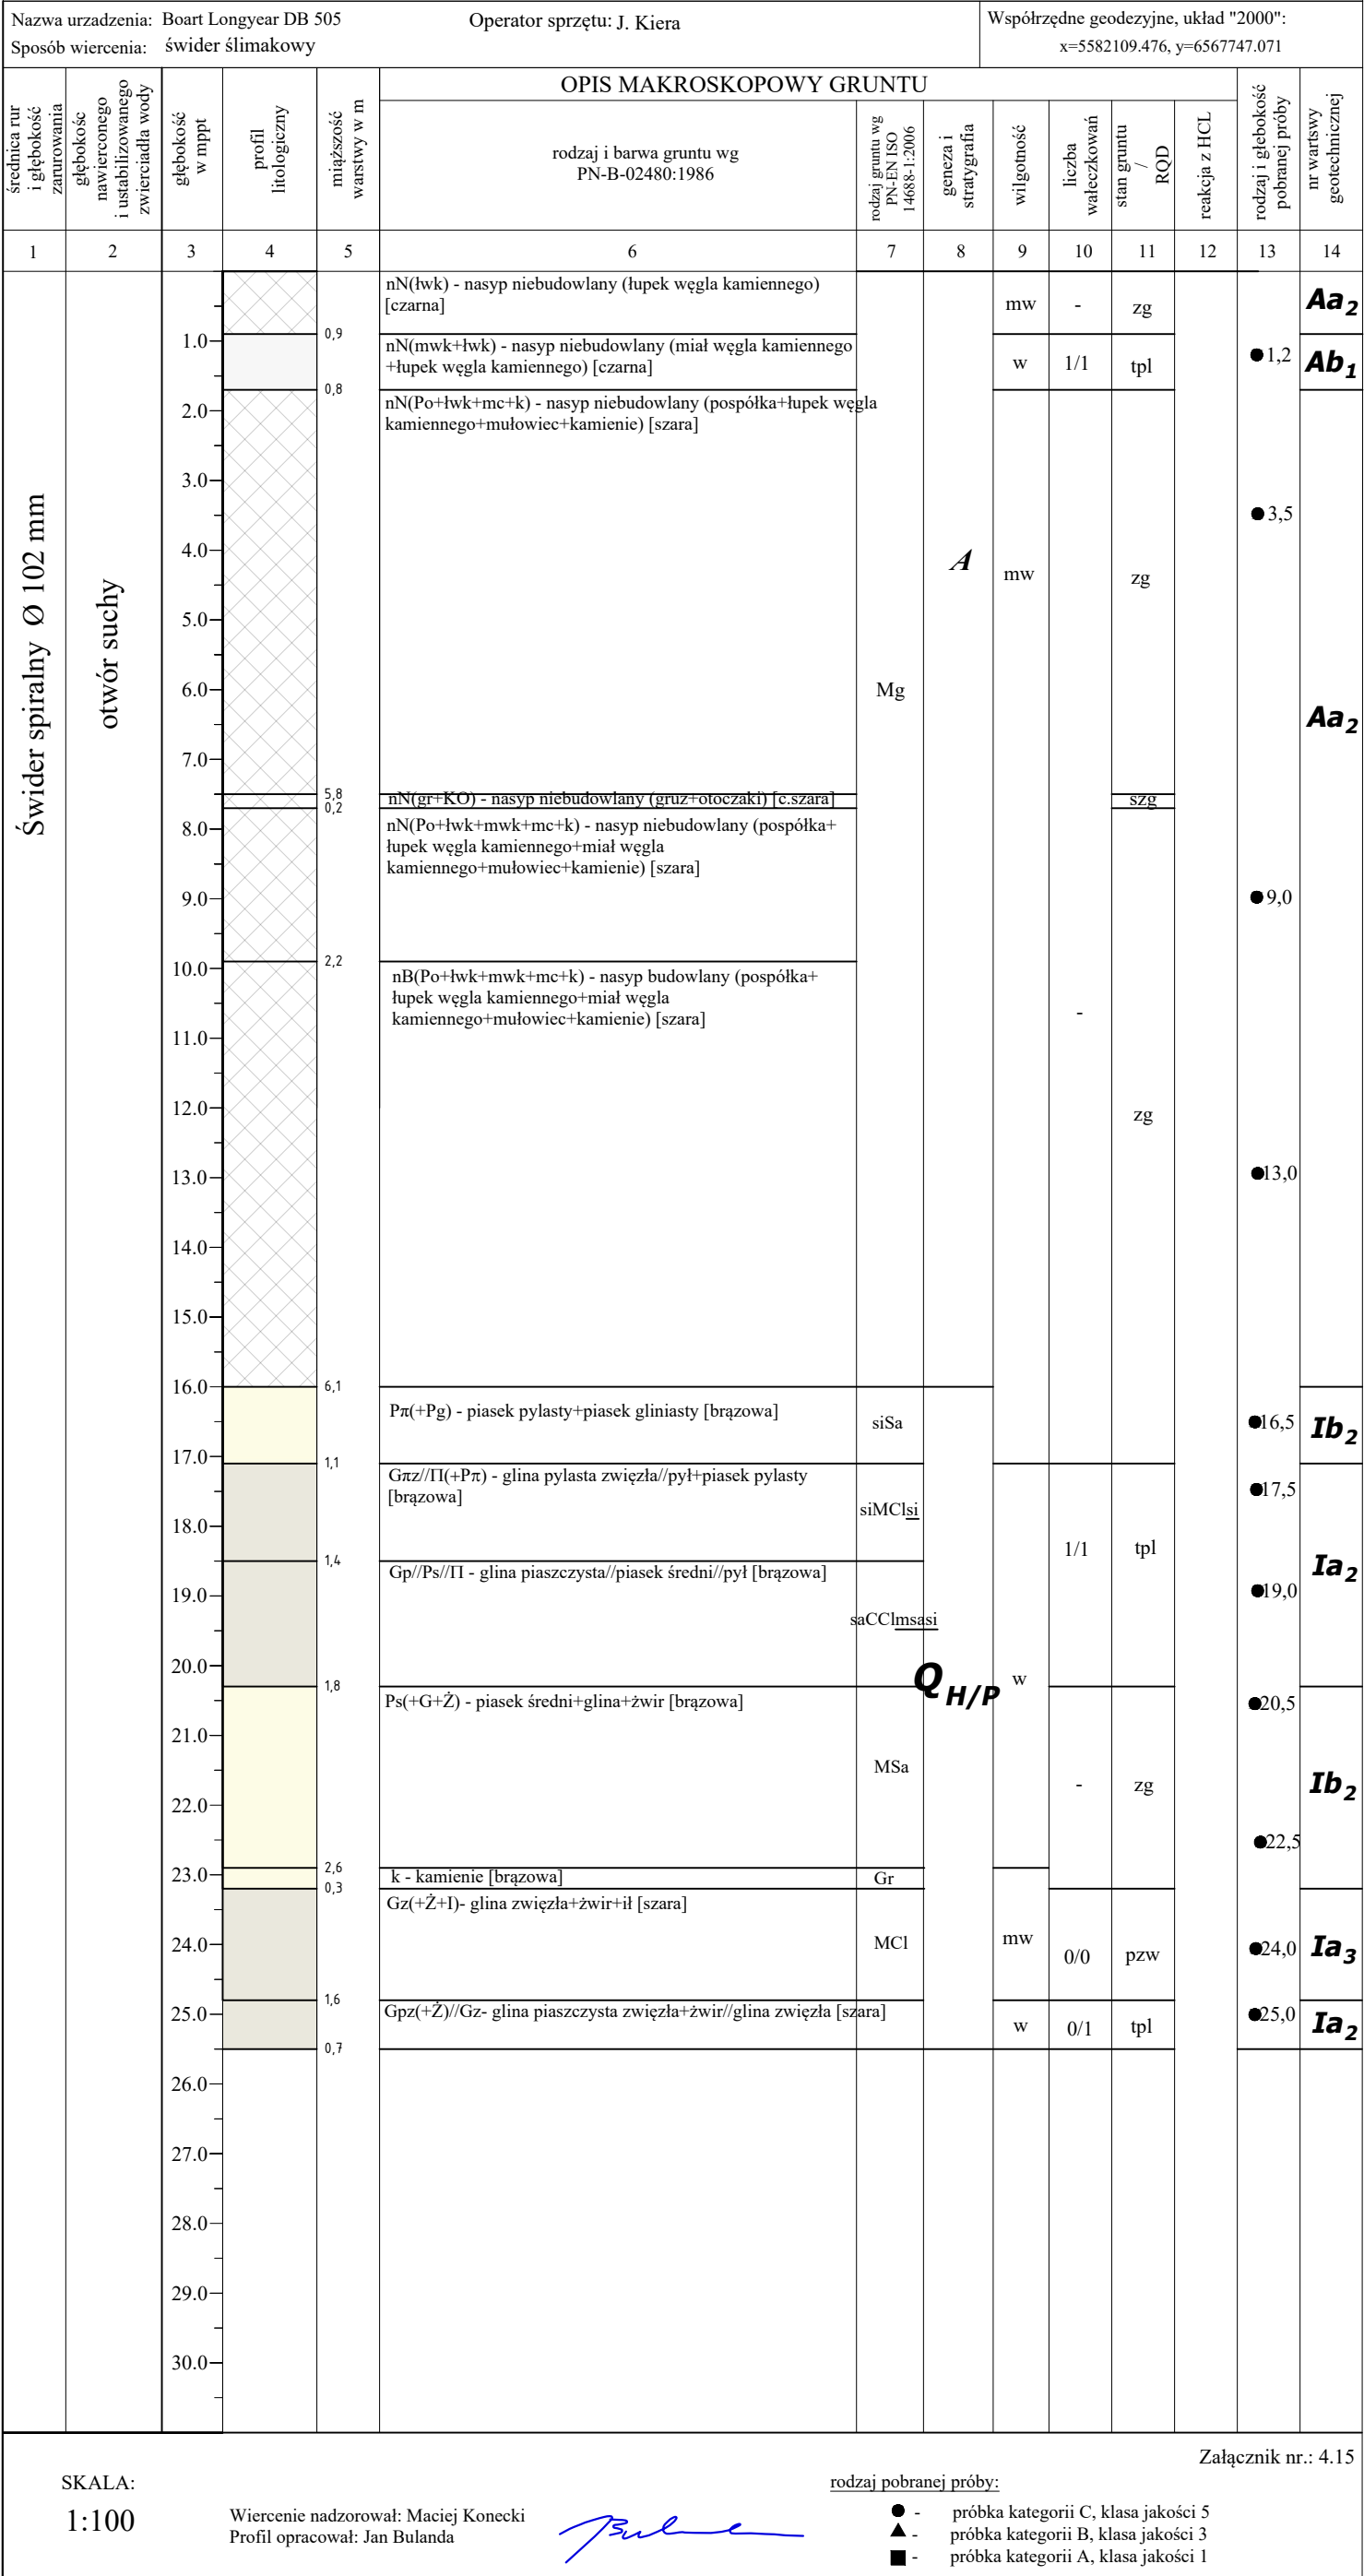 Nazwa urzadzenia: Boart Longyear DB 505
Operator sprzętu: J. Kiera
Współrzędne geodezyjne, układ "2000":
Sposób wiercenia: świder ślimakowy
x=5582109.476, y=6567747.071
średnica rur
i głębokość
zarurowania
głębokośc
nawierconego
i ustabilizowanego
zwierciadła wody
głębokość
w mppt
profil
litologiczny
miąższość
warstwy w m
OPIS MAKROSKOPOWY GRUNTU
rodzaj i barwa gruntu wg
PN-B-02480:1986
rodzaj gruntu wg
PN-EN ISO
14688-1:2006
geneza i
stratygrafia
wilgotność
liczba
wałeczkowań
stan gruntu
/
RQD
reakcja z HCL
rodzaj i głebokość
pobranej próby
nr wartswy
geotechnicznej
1 2 3 4 5 6 7 8 9 10 11 12 13 14
Świder spiralny Ø 102 mm
otwór suchy
nN(łwk) - nasyp niebudowlany (łupek węgla kamiennego)
[czarna]
mw - zg
Aa2
0,9
1.0
nN(mwk+łwk) - nasyp niebudowlany (miał węgla kamiennego
+łupek węgla kamiennego) [czarna]
w 1/1 tpl
1,2
Ab1
0,8
2.0
nN(Po+łwk+mc+k) - nasyp niebudowlany (pospółka+łupek węgla
kamiennego+mułowiec+kamienie) [szara]
3.0
3,5
4.0
A
mw
zg
5.0
6.0
Mg
Aa2
7.0
5,8
nN(gr+KO) - nasyp niebudowlany (gruz+otoczaki) [c.szara]
szg
0,2
8.0
nN(Po+łwk+mwk+mc+k) - nasyp niebudowlany (pospółka+
łupek węgla kamiennego+miał węgla
kamiennego+mułowiec+kamienie) [szara]
9.0
9,0
2,2
10.0
nB(Po+łwk+mwk+mc+k) - nasyp budowlany (pospółka+
łupek węgla kamiennego+miał węgla
kamiennego+mułowiec+kamienie) [szara]
-
11.0
12.0
zg
13.0
13,0
14.0
15.0
16.0
6,1
Pπ(+Pg) - piasek pylasty+piasek gliniasty [brązowa]
siSa
16,5
Ib2
17.0
1,1
Gπz//Π(+Pπ) - glina pylasta zwięzła//pył+piasek pylasty
[brązowa]
siMClsi
17,5
18.0
1/1 tpl
Ia2
1,4
Gp//Ps//Π - glina piaszczysta//piasek średni//pył [brązowa]
19.0
19,0
saCClmsasi
20.0
QH/P
w
1,8
Ps(+G+Ż) - piasek średni+glina+żwir [brązowa]
20,5
21.0
MSa
- zg
Ib2
22.0
22,5
2,6
23.0
k - kamienie [brązowa]
Gr
0,3
Gz(+Ż+I)- glina zwięzła+żwir+ił [szara]
24.0
MCl
mw 0/0 pzw
24,0
Ia3
1,6
25.0
Gpz(+Ż)//Gz- glina piaszczysta zwięzła+żwir//glina zwięzła [szara]
w 0/1 tpl
25,0
Ia2
0,7
26.0
27.0
28.0
29.0
30.0
Załącznik nr.: 4.15
SKALA:
1:100
Wiercenie nadzorował: Maciej Konecki
Profil opracował: Jan Bulanda
rodzaj pobranej próby:
- próbka kategorii C, klasa jakości 5
- próbka kategorii B, klasa jakości 3
- próbka kategorii A, klasa jakości 1